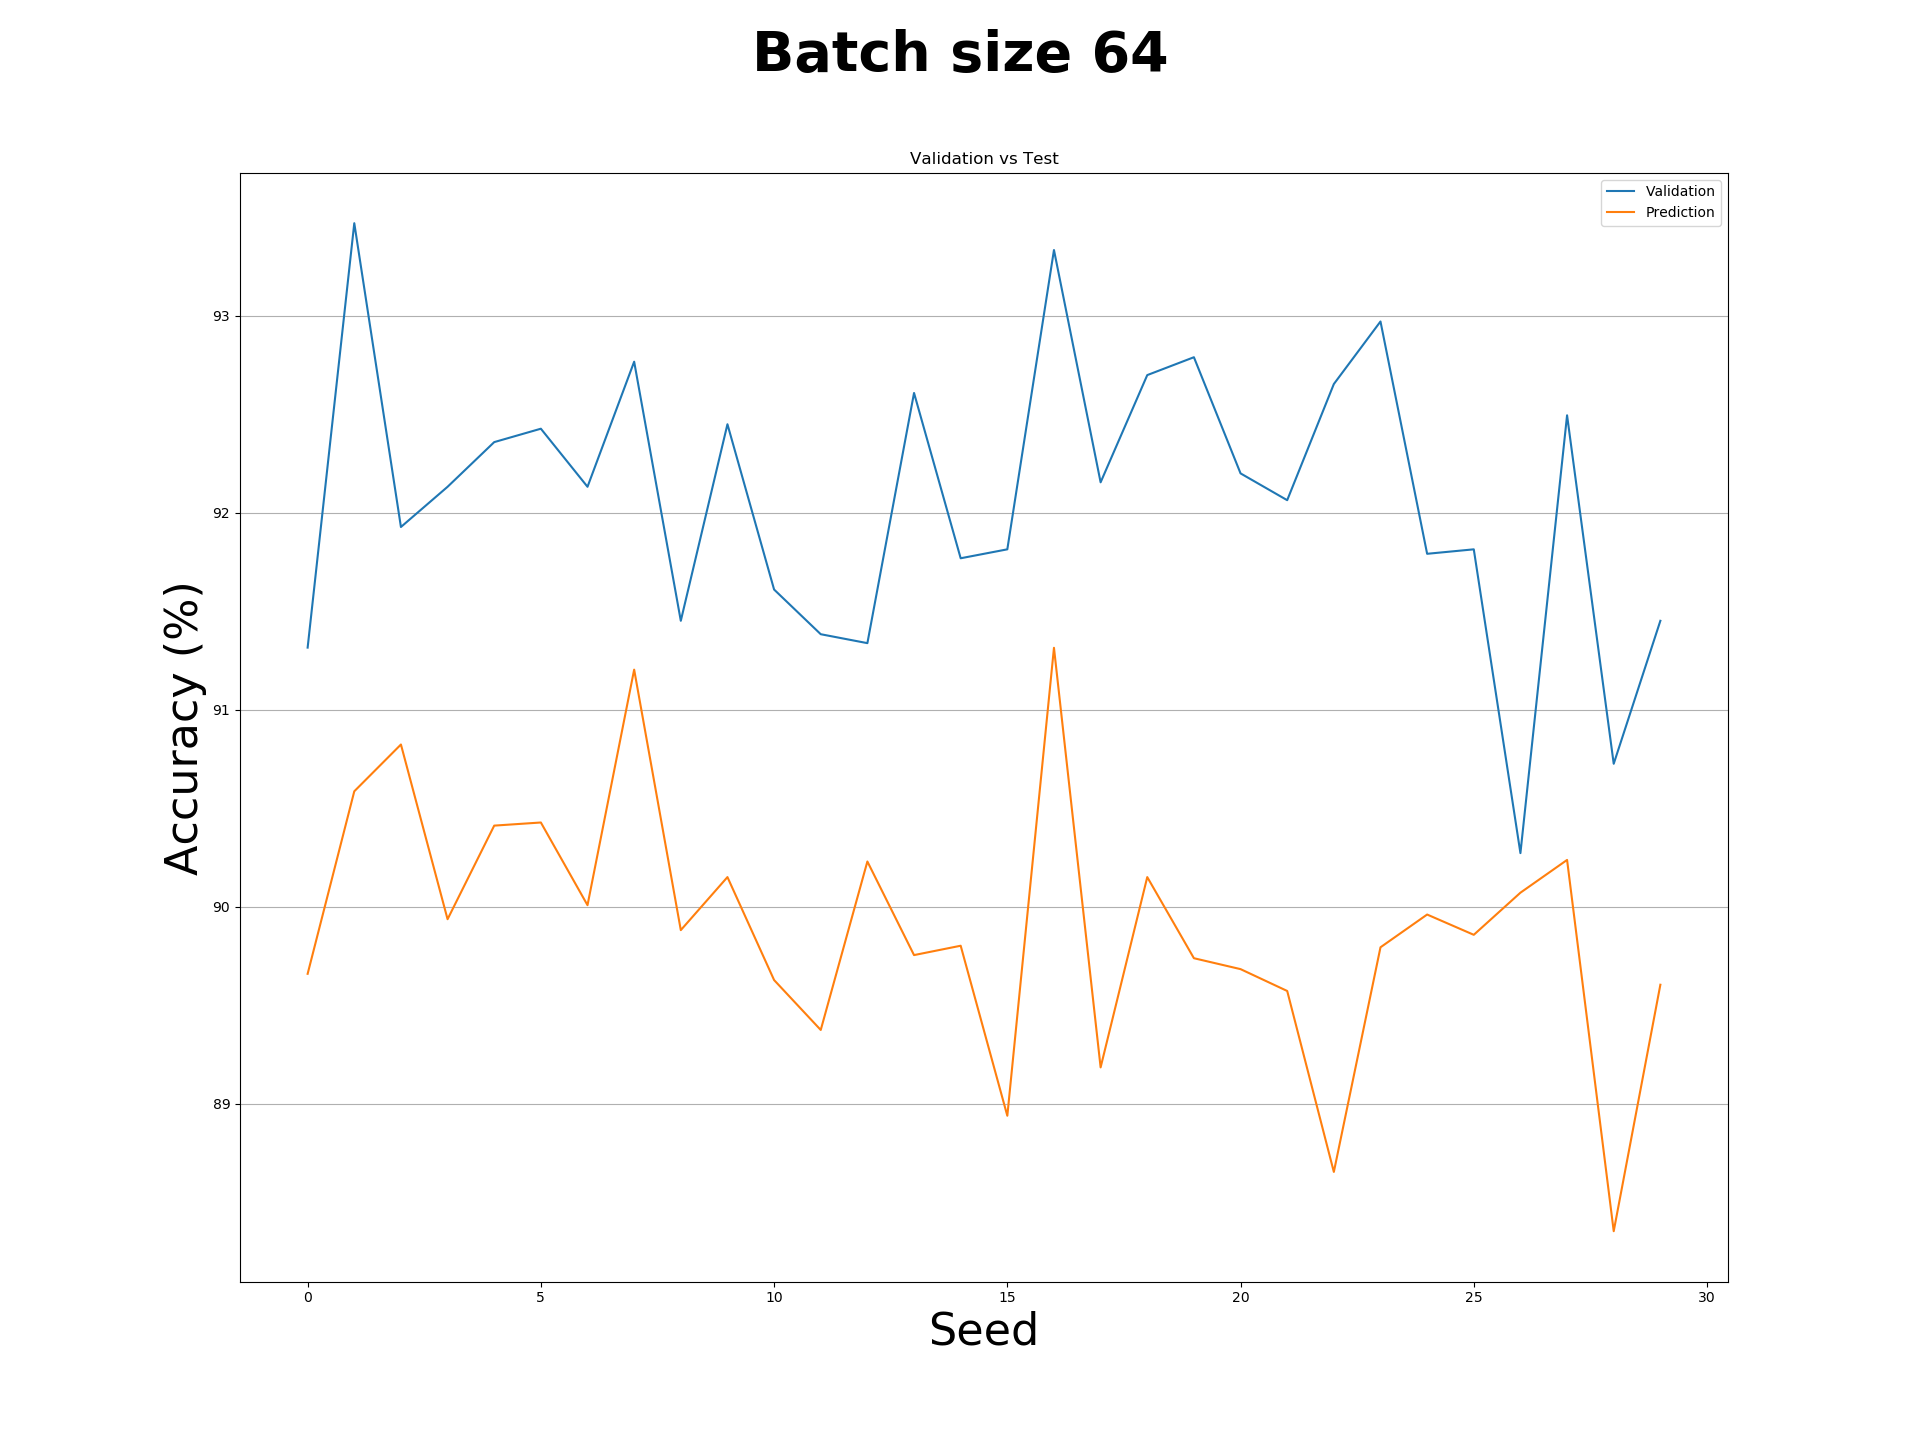 Batch size 64
Validation vs Test
Validation
Prediction
93
92
91
90
89
Accuracy (%)
0 5 10 15 20 25 30
Seed